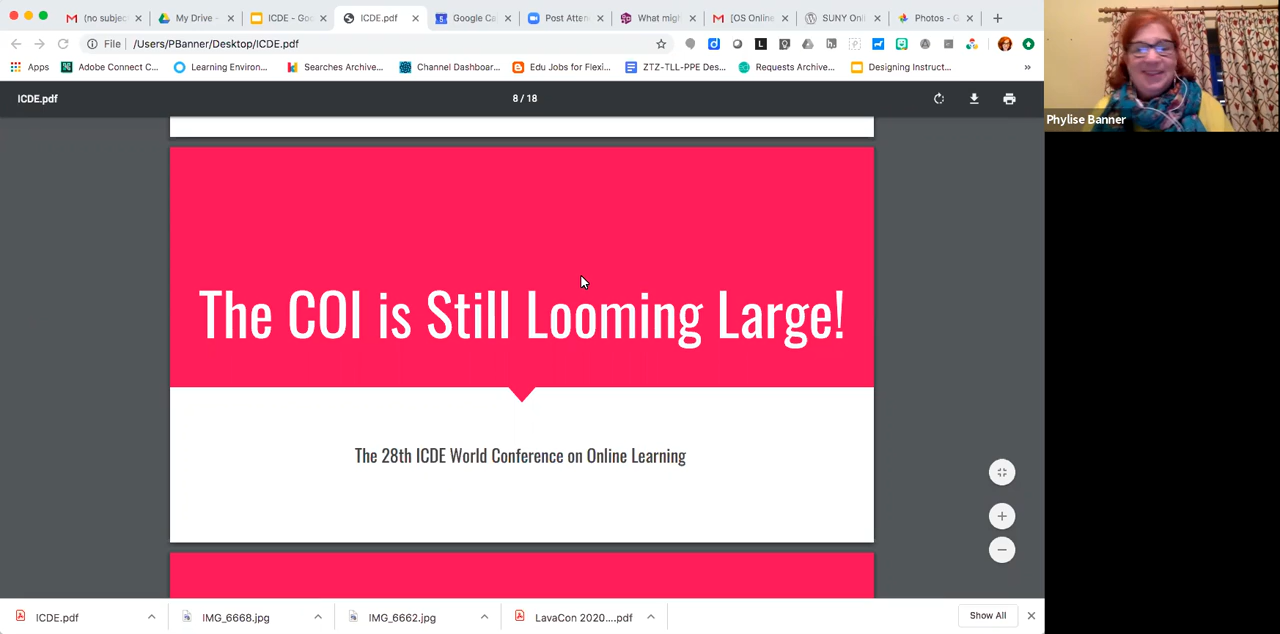 (no subjec
My Drive -
ICDE - Goo
ICDE.pdf
Google Ca
Post Atten
What migh
[OS Online
SUNY Onli
Photos - G
File
/Users/PBanner/Desktop/ICDE.pdf
Apps
Adobe Connect C...
Learning Environ...
Searches Archive...
Channel Dashboar...
Edu Jobs for Flexi...
ZTZ-TLL-PPE Des...
Requests Archive...
Designing Instruct...
ICDE.pdf
8 / 18
Phylise Banner
The COI is Still Looming Large!
The 28th ICDE World Conference on Online Learning
ICDE.pdf
IMG_6668.jpg
IMG_6662.jpg
LavaCon 2020....pdf
Show All